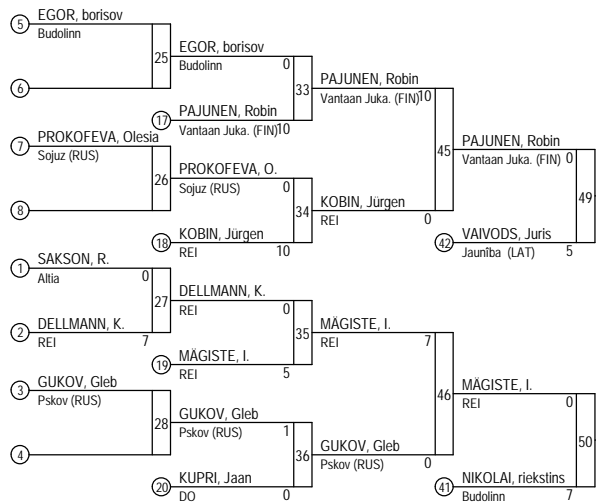 5 EGOR, borisov
Budolinn
25
EGOR, borisov
Budolinn 0
6
33
PAJUNEN, Robin
Vantaan Juka. (FIN) 10
17 PAJUNEN, Robin
Vantaan Juka. (FIN) 10
7 PROKOFEVA, Olesia
Sojuz (RUS)
45
PAJUNEN, Robin
Vantaan Juka. (FIN) 0
26
PROKOFEVA, O.
Sojuz (RUS) 0
49
8
34
KOBIN, Jürgen
REI 0
18 KOBIN, Jürgen
REI 10
42 VAIVODS, Juris
Jaunîba (LAT) 5
1 SAKSON, R.
Altia 0
27
DELLMANN, K.
REI 0
2 DELLMANN, K.
REI 7
35
MÄGISTE, I.
REI 7
19 MÄGISTE, I.
REI 5
3 GUKOV, Gleb
Pskov (RUS)
46
MÄGISTE, I.
REI 0
28
GUKOV, Gleb
Pskov (RUS) 1
50
4
36
GUKOV, Gleb
Pskov (RUS) 0
20 KUPRI, Jaan
DO 0
41 NIKOLAI, riekstins
Budolinn 7